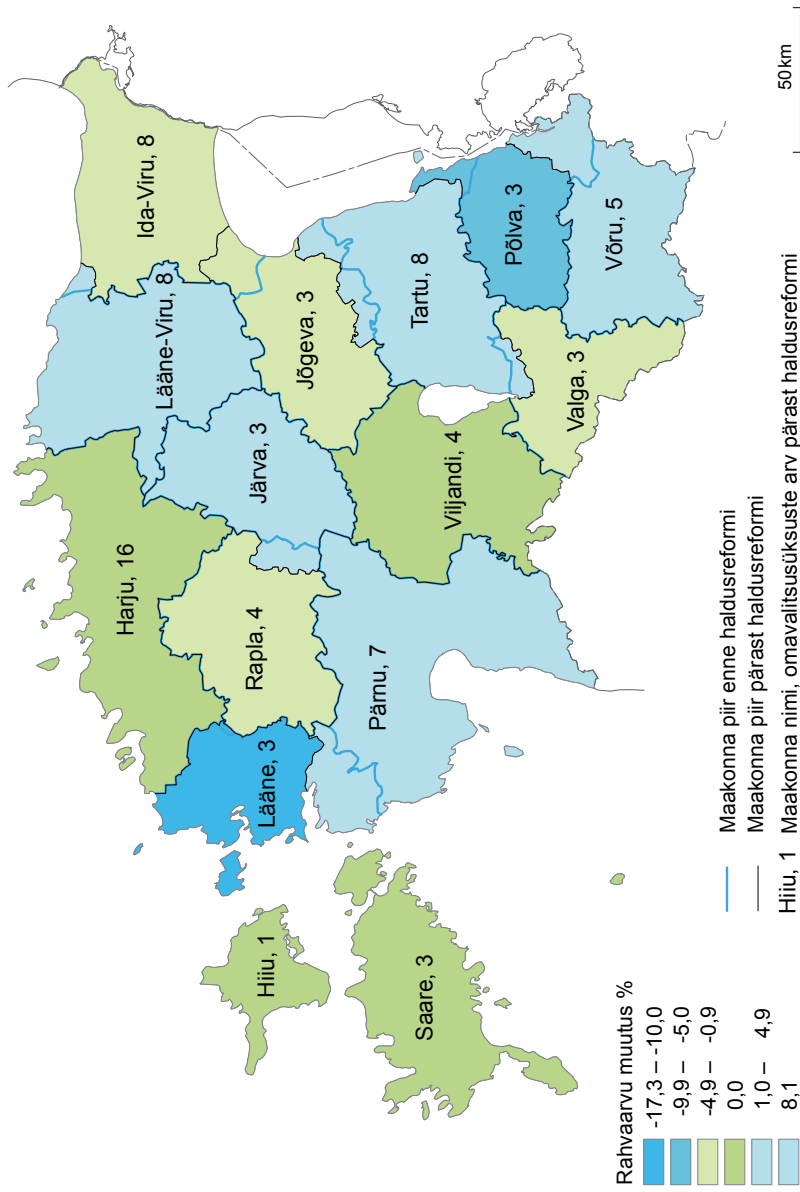 Harju, 16
Lääne-Viru, 8
Ida-Viru, 8
Hiiu, 1
Lääne, 3
Rapla, 4
Järva, 3
Jõgeva, 3
Saare, 3
Pärnu, 7
Viljandi, 4
Tartu, 8
Põlva, 3
Valga, 3
Võru, 5
Rahvaarvu muutus %
-17,3 – -10,0
-9,9 – -5,0
-4,9 – -0,9
0,0
1,0 – 4,9
8,1
Maakonna piir enne haldusreformi
Maakonna piir pärast haldusreformi
Hiiu, 1 Maakonna nimi, omavalitsusüksuste arv pärast haldusreformi
50 km